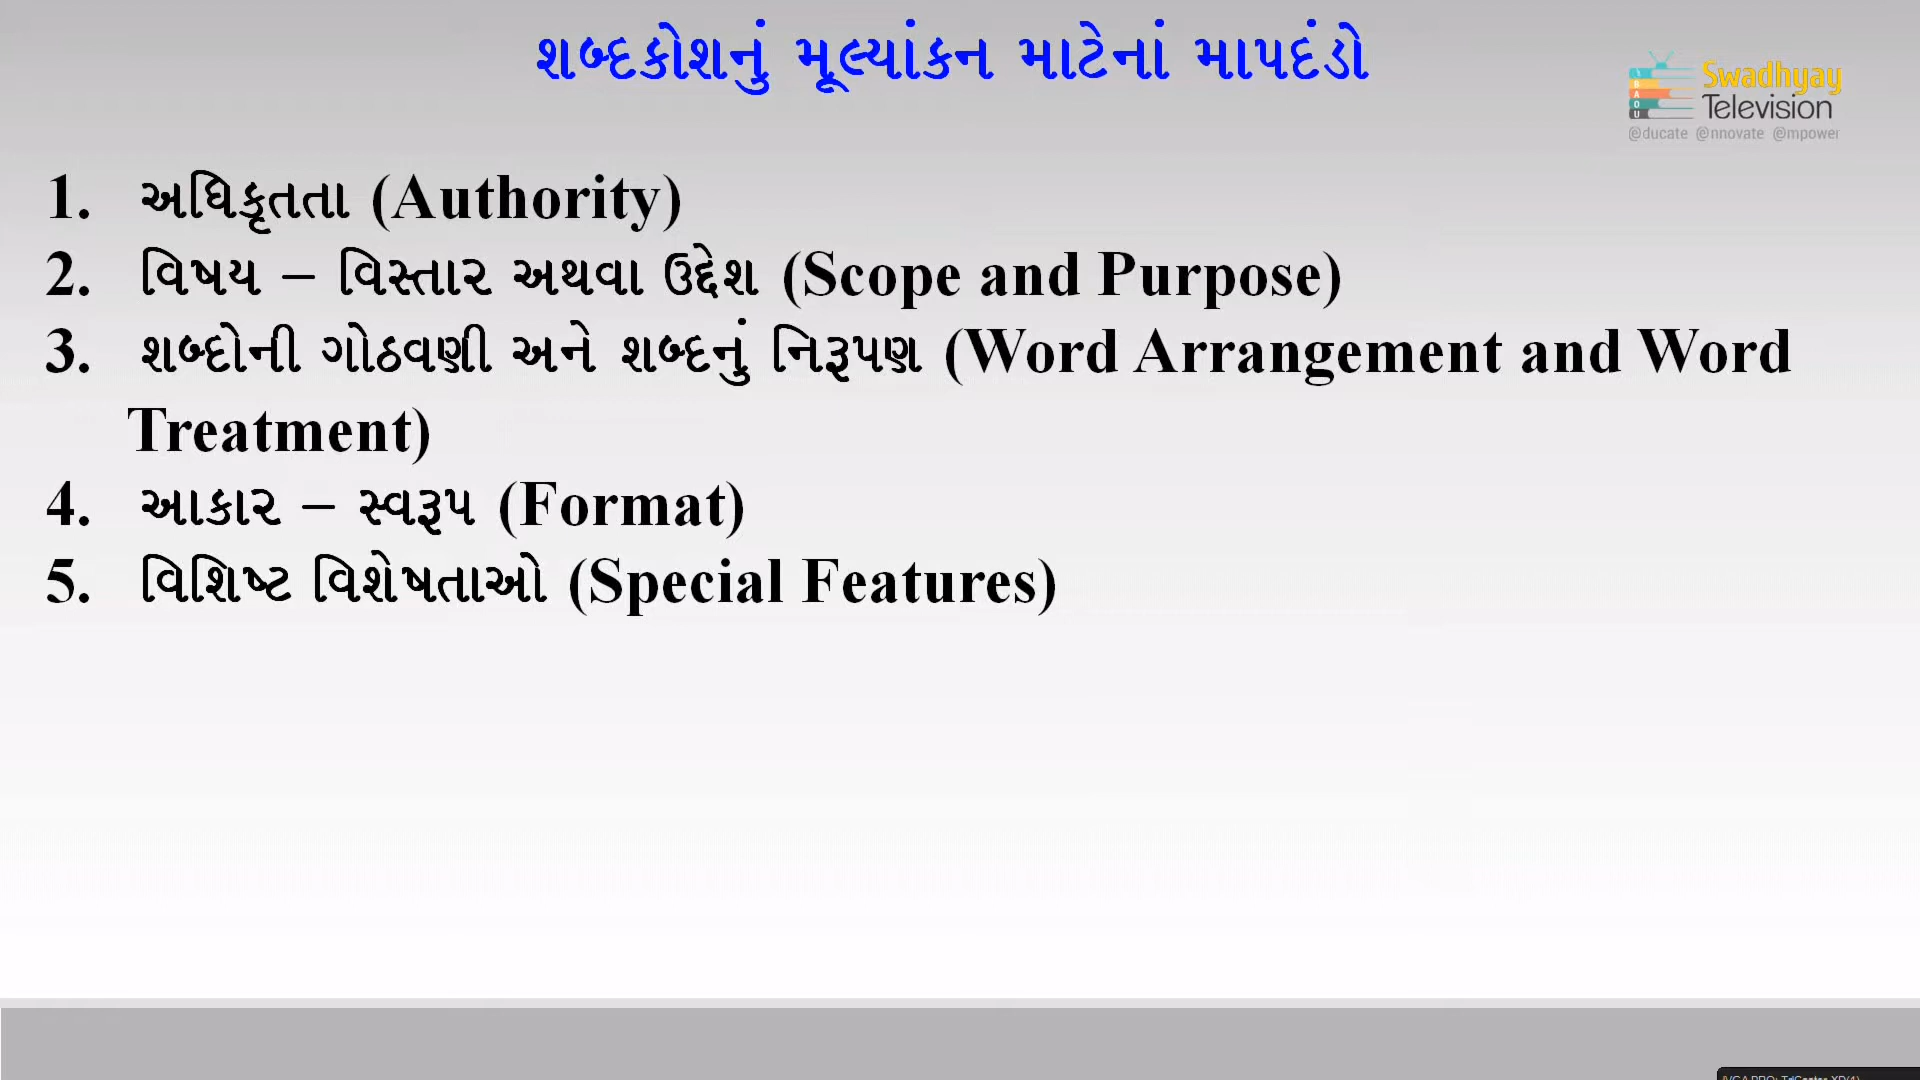 શબ્દકોશનું મૂલ્યાંકન માટેનાં માપદંડો
Swadhyay
Television
@ducate @nnovate @mpower
BAOU
1. અધિકૃતતા (Authority)
2. વિષય – વિસ્તાર અથવા ઉદ્દેશ (Scope and Purpose)
3. શબ્દોની ગોઠવણી અને શબ્દનું નિરૂપણ (Word Arrangement and Word
Treatment)
4. આકાર – સ્વરૂપ (Format)
5. વિશિષ્ટ વિશેષતાઓ (Special Features)